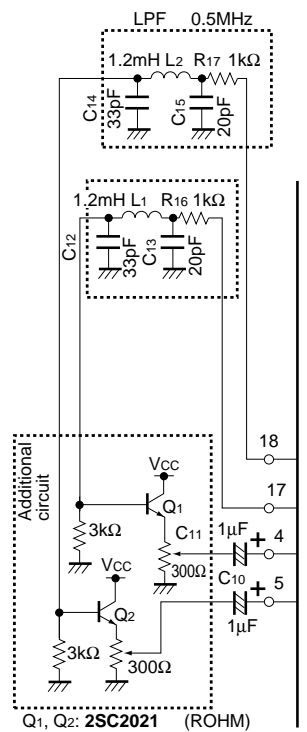 LPF 0.5MHz
1.2mH L2 R17 1kΩ
C14
33pF
C15
20pF
1.2mH L1 R16 1kΩ
C12
33pF
C13
20pF
18
17
Additional
circuit
VCC
Q1
3kΩ
C11
1μF
+ 4
300Ω
VCC
C10
+ 5
Q2
1μF
3kΩ
300Ω
Q1, Q2: 2SC2021 (ROHM)